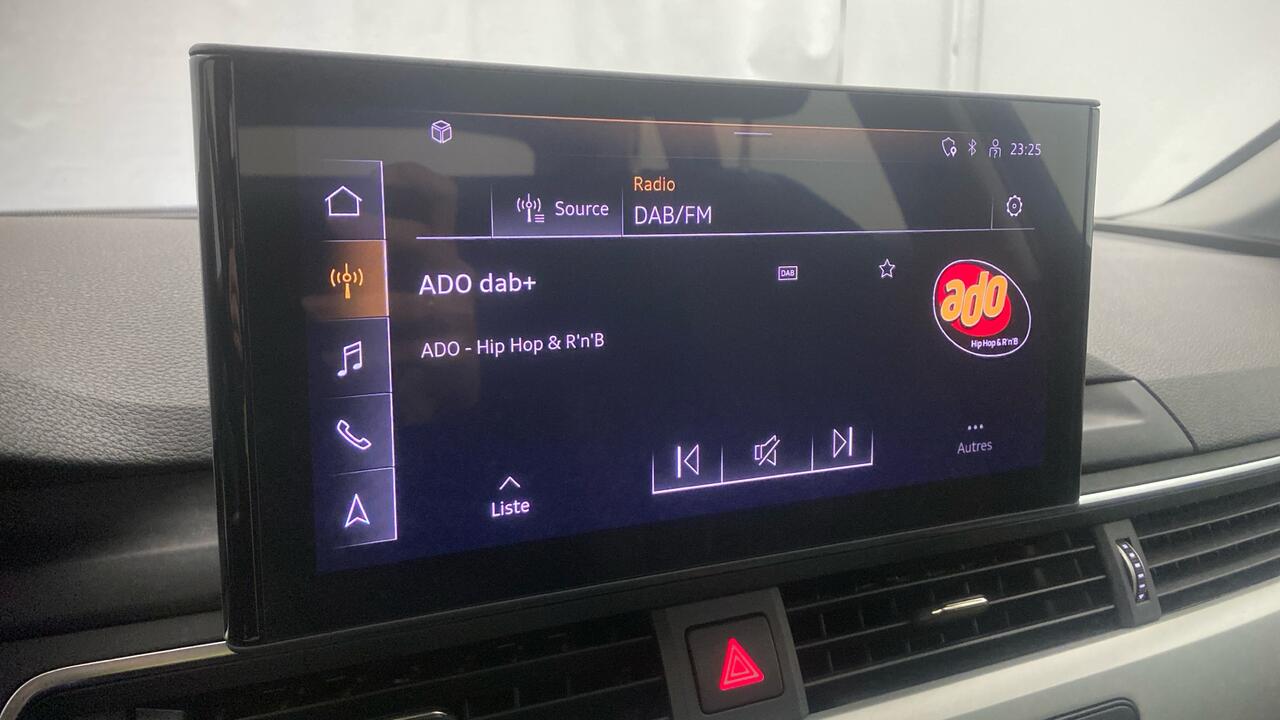 23:25
Radio
Source
DAB/FM
ADO dab+
DAB
ado
Hip Hop & R'n'B
ADO - Hip Hop & R'n'B
Autres
Liste